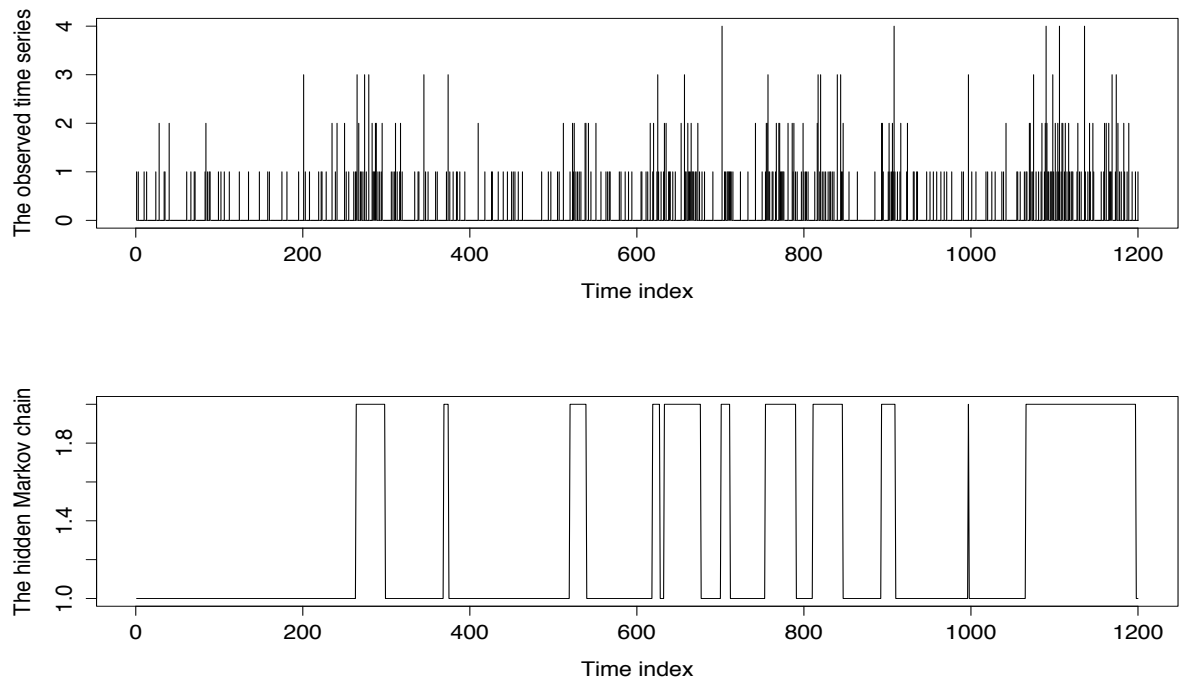 The observed time series
4
3
2
1
0
0 200 400 600 800 1000 1200
Time index
The hidden Markov chain
1.8
1.4
1.0
0 200 400 600 800 1000 1200
Time index